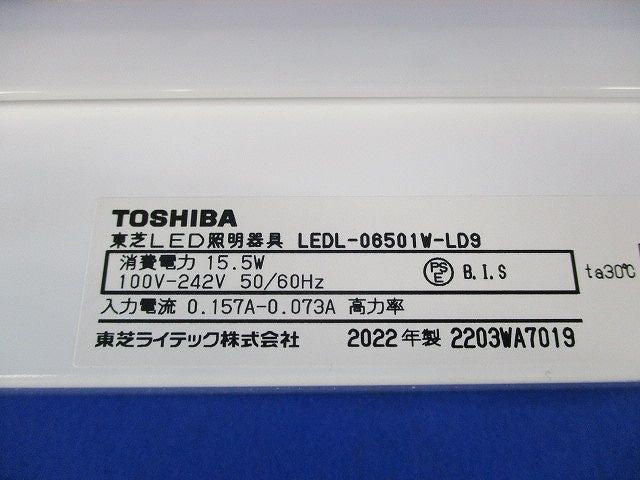 TOSHIBA
東芝LED照明器具 LEDL-06501W-LD9
消費電力 15.5W
100V-242V 50/60Hz
PS
E
B.I.S
ta30℃
入力電流 0.157A-0.073A 高力率
東芝ライテック株式会社 2022年製 2203WA7019